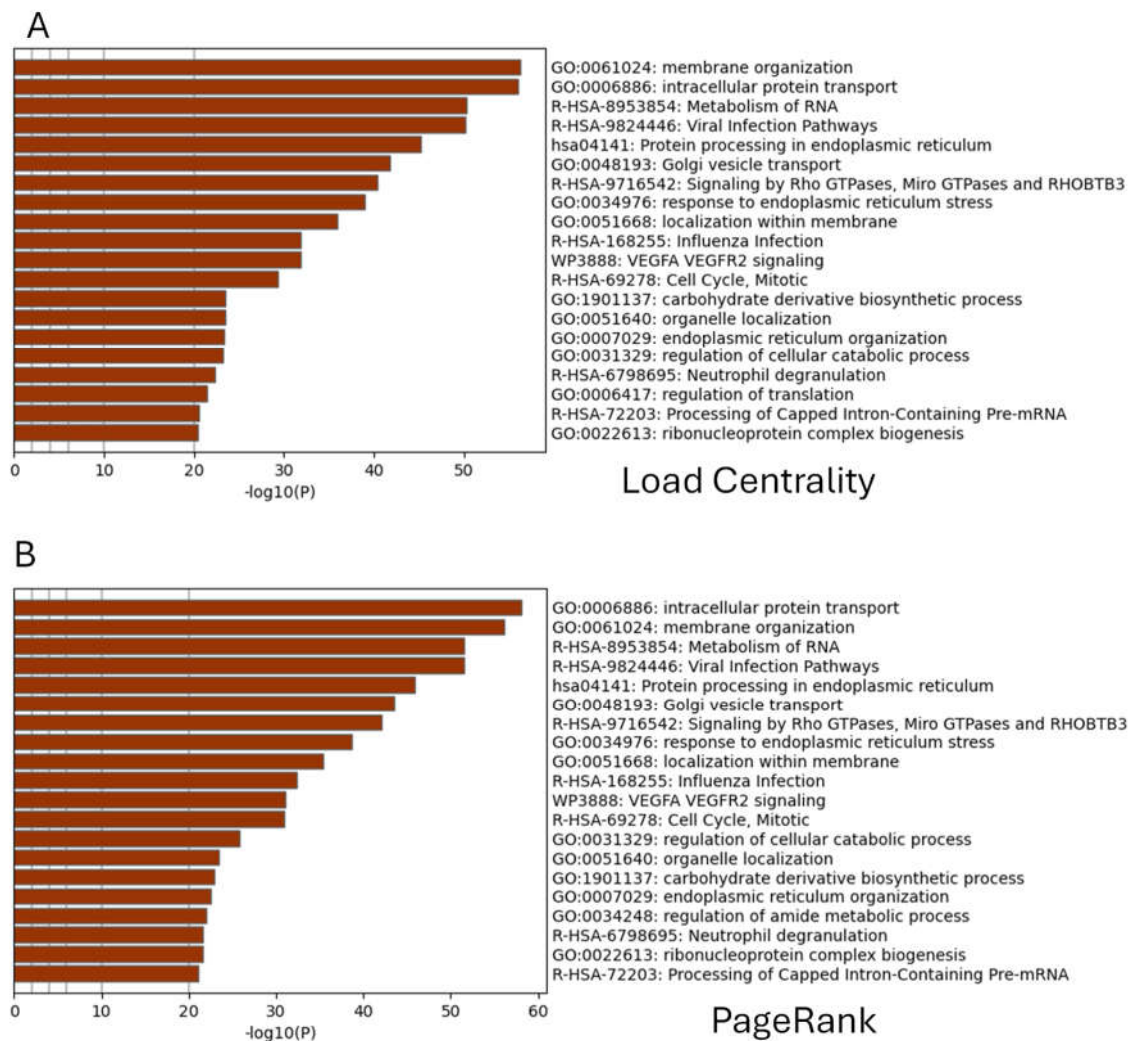 A
GO:0061024: membrane organization
GO:0006886: intracellular protein transport
R-HSA-8953854: Metabolism of RNA
R-HSA-9824446: Viral Infection Pathways
hsa04141: Protein processing in endoplasmic reticulum
GO:0048193: Golgi vesicle transport
R-HSA-9716542: Signaling by Rho GTPases, Miro GTPases and RHOBTB3
GO:0034976: response to endoplasmic reticulum stress
GO:0051668: localization within membrane
R-HSA-168255: Influenza Infection
WP3888: VEGFA VEGFR2 signaling
R-HSA-69278: Cell Cycle, Mitotic
GO:1901137: carbohydrate derivative biosynthetic process
GO:0051640: organelle localization
GO:0007029: endoplasmic reticulum organization
GO:0031329: regulation of cellular catabolic process
R-HSA-6798695: Neutrophil degranulation
GO:0006417: regulation of translation
R-HSA-72203: Processing of Capped Intron-Containing Pre-mRNA
GO:0022613: ribonucleoprotein complex biogenesis
0 10 20 30 40 50
-log10(P)
Load Centrality
B
GO:0006886: intracellular protein transport
GO:0061024: membrane organization
R-HSA-8953854: Metabolism of RNA
R-HSA-9824446: Viral Infection Pathways
hsa04141: Protein processing in endoplasmic reticulum
GO:0048193: Golgi vesicle transport
R-HSA-9716542: Signaling by Rho GTPases, Miro GTPases and RHOBTB3
GO:0034976: response to endoplasmic reticulum stress
GO:0051668: localization within membrane
R-HSA-168255: Influenza Infection
WP3888: VEGFA VEGFR2 signaling
R-HSA-69278: Cell Cycle, Mitotic
GO:0031329: regulation of cellular catabolic process
GO:0051640: organelle localization
GO:1901137: carbohydrate derivative biosynthetic process
GO:0007029: endoplasmic reticulum organization
GO:0034248: regulation of amide metabolic process
R-HSA-6798695: Neutrophil degranulation
GO:0022613: ribonucleoprotein complex biogenesis
R-HSA-72203: Processing of Capped Intron-Containing Pre-mRNA
0 10 20 30 40 50 60
-log10(P)
PageRank